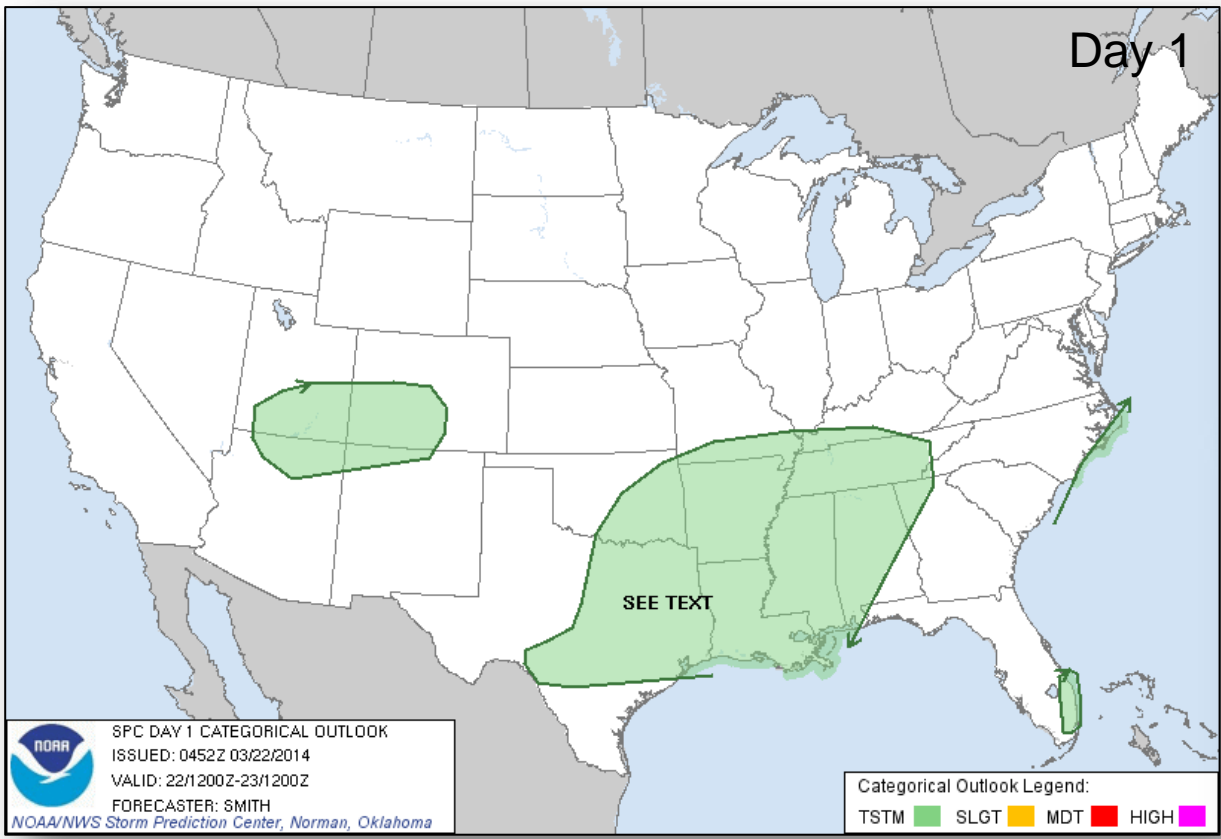 Day 1
SEE TEXT
NOAA
SPC DAY 1 CATEGORICAL OUTLOOK
ISSUED: 0452Z 03/22/2014
VALID: 22/1200Z-23/1200Z
FORECASTER: SMITH
NOAA/NWS Storm Prediction Center, Norman, Oklahoma
Categorical Outlook Legend:
TSTM SLGT MDT HIGH